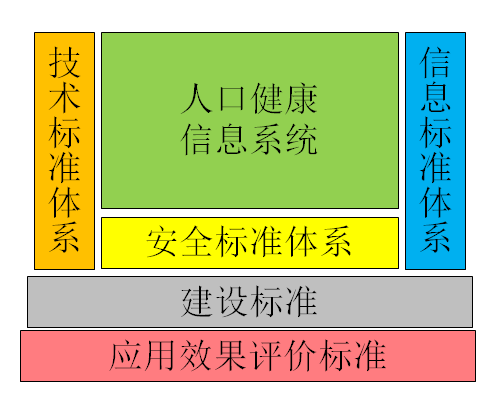 技术标准体系
人口健康
信息系统
信息标准体系
安全标准体系
建设标准
应用效果评价标准